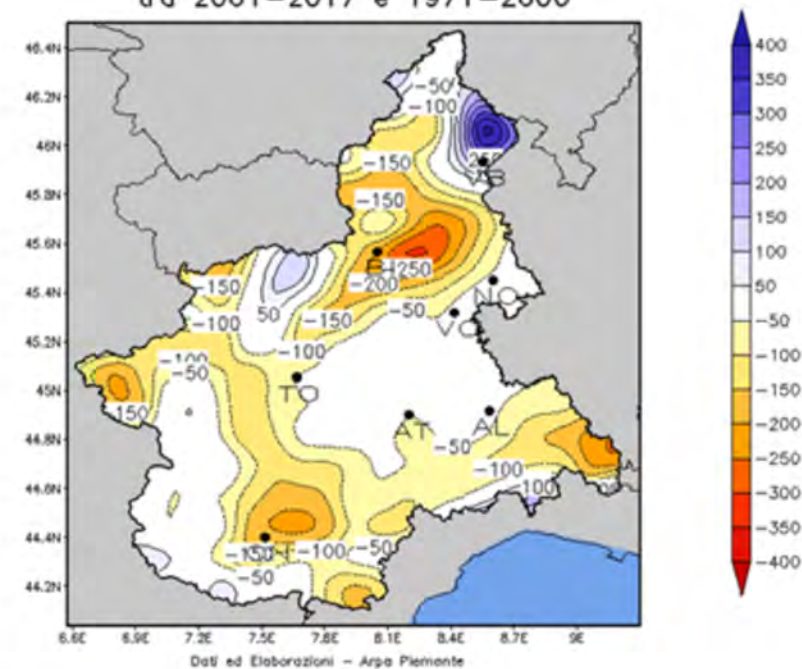 tra 2001-2017 e 1971-2000
46.4N
46.2N
46N
45.8N
45.6N
45.4N
45.2N
45N
44.8N
44.6N
44.4N
44.2N
-50
-100
-150
VB
-150
BI
-250
-200
-150
NO
50
-50
-100
-150
VC
-100
-100
-50
TO
150
AT
AL
-50
-100
-100
-150
-100
-50
-50
6.6E 6.9E 7.2E 7.5E 7.8E 8.1E 8.4E 8.7E 9E
Dati ed Elaborazioni - Arpa Piemonte
400
350
300
250
200
150
100
50
-50
-100
-150
-200
-250
-300
-350
-400